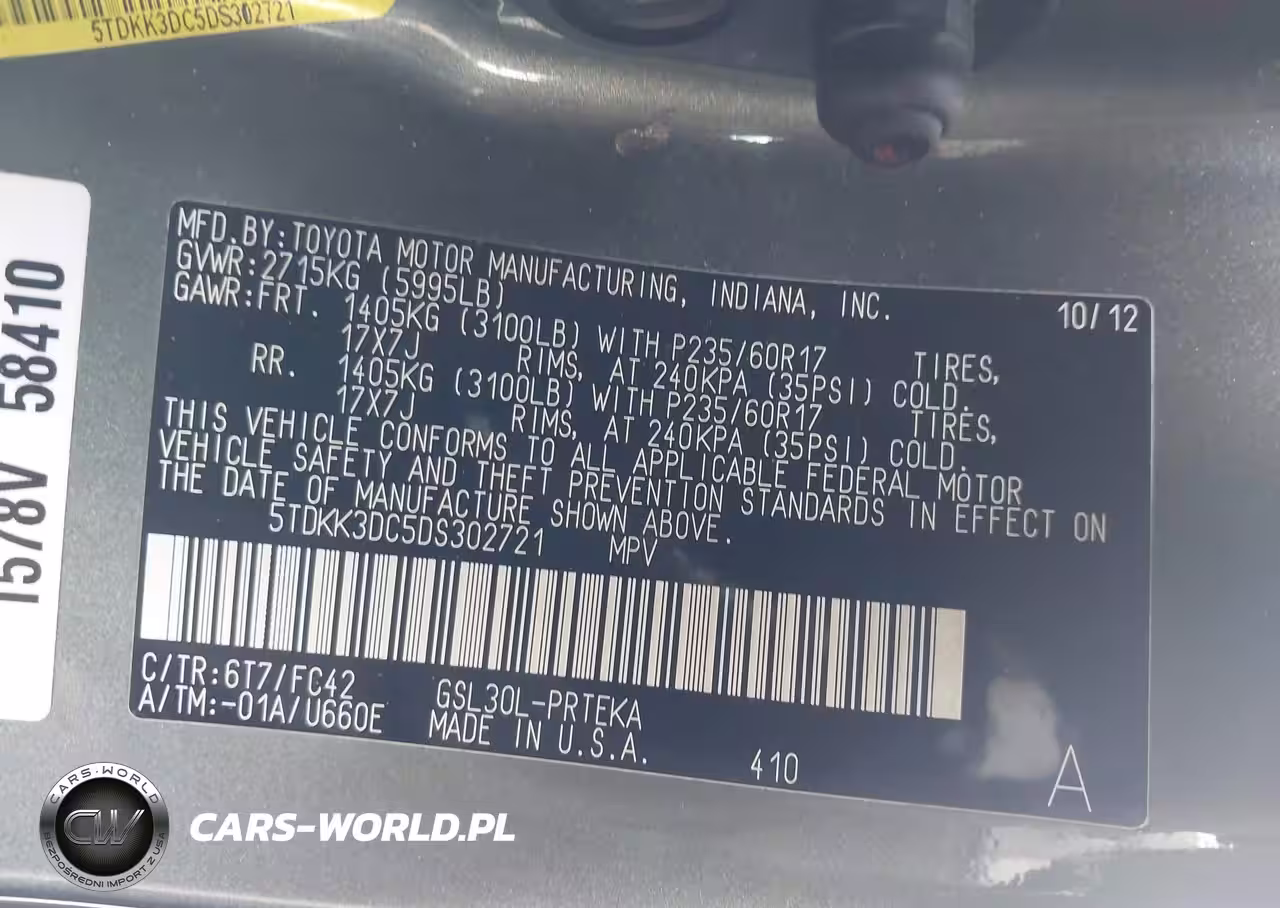 5TDKK3DC5DS302721
1578V 58410
MFD.BY:TOYOTA MOTOR MANUFACTURING, INDIANA, INC. 10/12
GVWR:2715KG (5995LB)
GAWR:FRT. 1405KG (3100LB) WITH P235/60R17 TIRES,
17X7J RIMS, AT 240KPA (35PSI) COLD.
RR. 1405KG (3100LB) WITH P235/60R17 TIRES,
17X7J RIMS, AT 240KPA (35PSI) COLD.
THIS VEHICLE CONFORMS TO ALL APPLICABLE FEDERAL MOTOR
VEHICLE SAFETY AND THEFT PREVENTION STANDARDS IN EFFECT ON
THE DATE OF MANUFACTURE SHOWN ABOVE.
5TDKK3DC5DS302721 MPV
C/TR:6T7/FC42 GSL30L-PRTEKA
A/TM:-01A/U660E MADE IN U.S.A. 410
A
CARS-WORLD
CW
BEZPOŚREDNI IMPORT Z USA
CARS-WORLD.PL